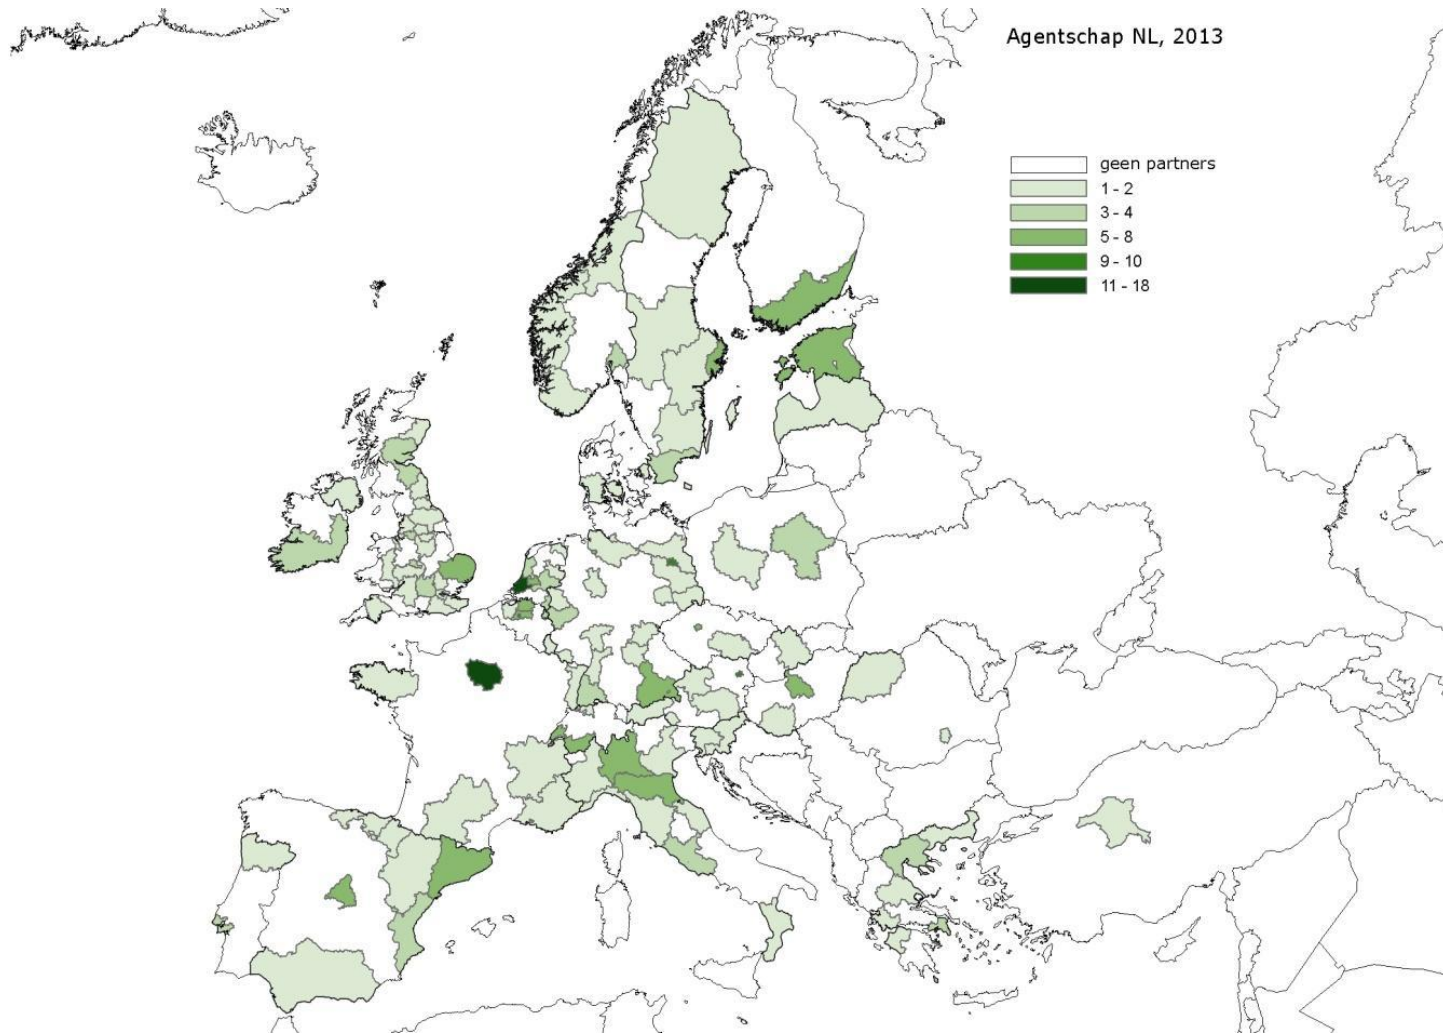 Agentschap NL, 2013
geen partners
1 - 2
3 - 4
5 - 8
9 - 10
11 - 18